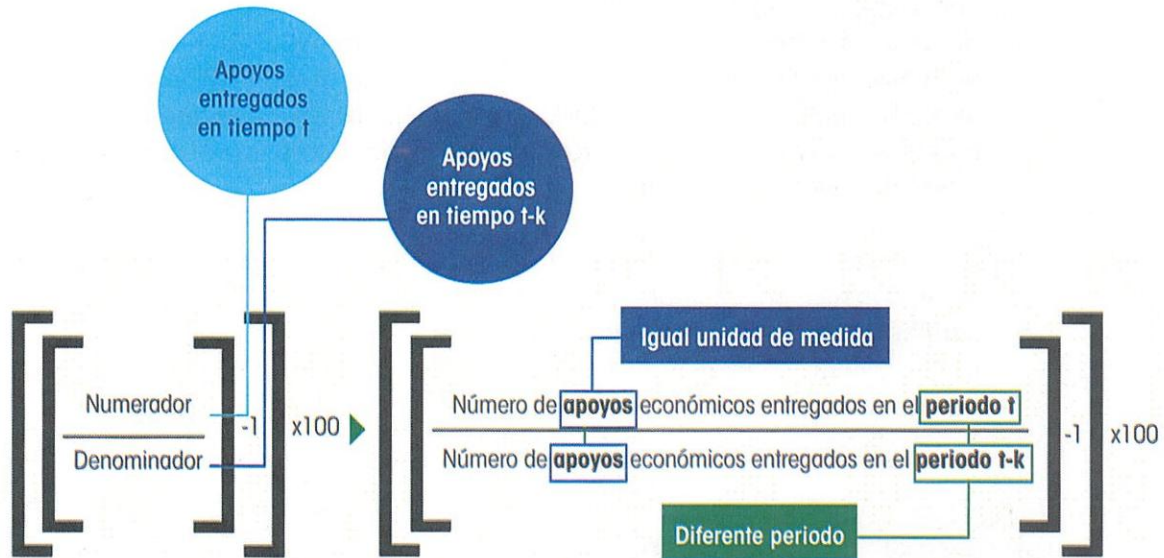 Apoyos
entregados
en tiempo t
Apoyos
entregados
en tiempo t-k
Numerador
Denominador
-1
x100
Igual unidad de medida
Número de apoyos económicos entregados en el periodo t
Número de apoyos económicos entregados en el periodo t-k
-1
x100
Diferente periodo